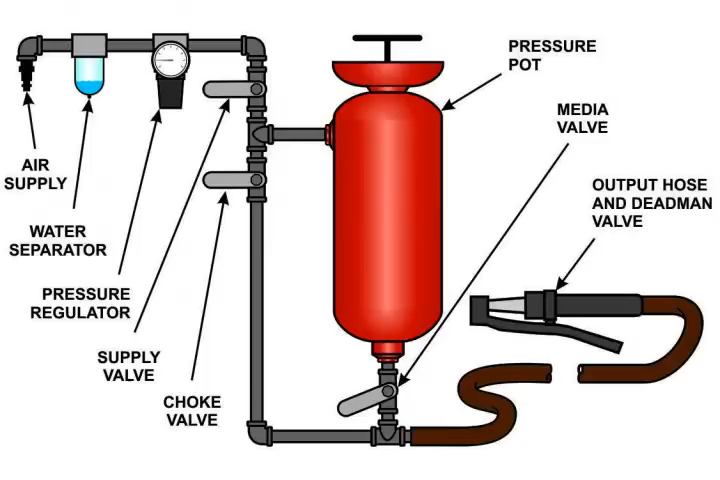 PRESSURE
POT
MEDIA
VALVE
AIR
SUPPLY
OUTPUT HOSE
AND DEADMAN
VALVE
WATER
SEPARATOR
PRESSURE
REGULATOR
SUPPLY
VALVE
CHOKE
VALVE